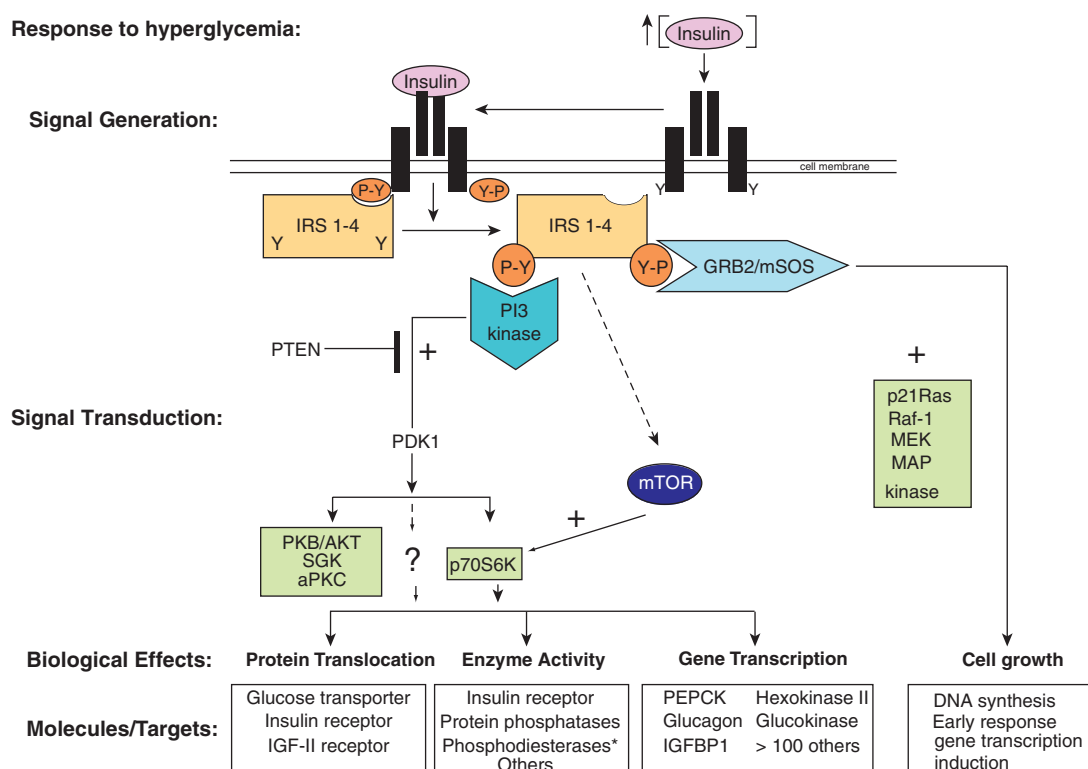 Response to hyperglycemia:
Insulin
Insulin
Signal Generation:
cell membrane
P-Y
Y-P
Y
Y
IRS 1-4
Y
Y
IRS 1-4
P-Y
Y-P
GRB2/mSOS
PI3
kinase
PTEN
+
+
p21Ras
Raf-1
MEK
MAP
kinase
Signal Transduction:
PDK1
mTOR
+
PKB/AKT
SGK
aPKC
?
p70S6K
Biological Effects:
Protein Translocation
Enzyme Activity
Gene Transcription
Cell growth
Molecules/Targets:
Glucose transporter
Insulin receptor
IGF-II receptor
Insulin receptor
Protein phosphatases
Phosphodiesterases*
Others
PEPCK Hexokinase II
Glucagon Glucokinase
IGFBP1 > 100 others
DNA synthesis
Early response
gene transcription
induction